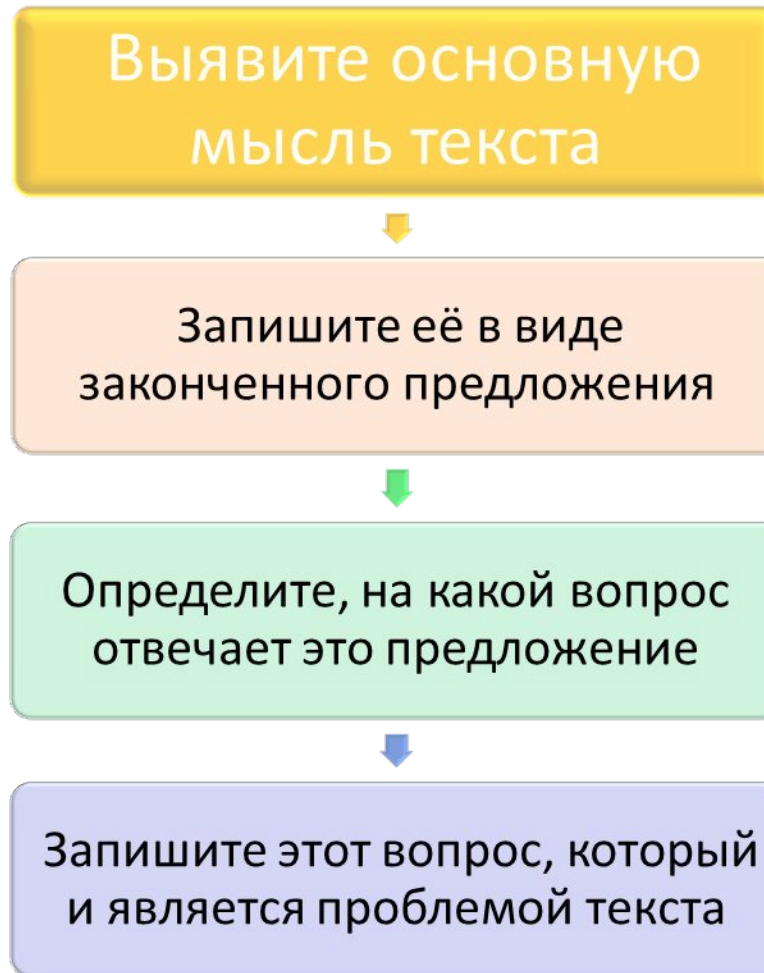 Выявите основную
мысль текста
Запишите её в виде
законченного предложения
Определите, на какой вопрос
отвечает это предложение
Запишите этот вопрос, который
и является проблемой текста